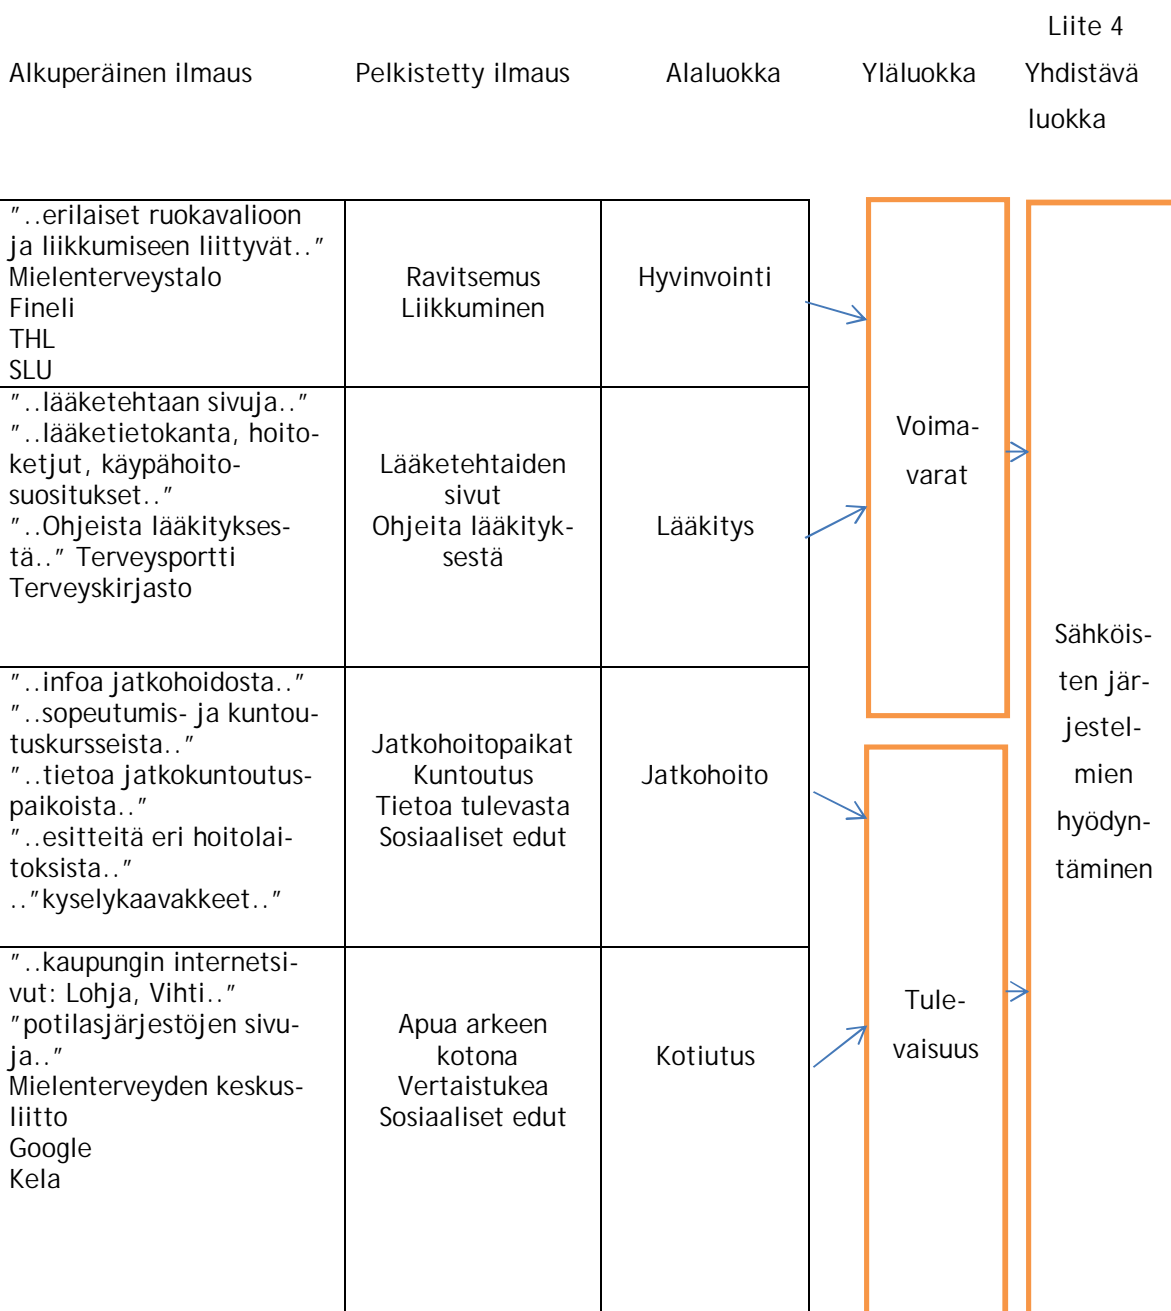 Liite 4
Alkuperäinen ilmaus Pelkistetty ilmaus Alaluokka Yläluokka Yhdistävä
luokka
"..erilaiset ruokavalioon
ja liikkumiseen liittyvät.."
Mielenterveystalo
Fineli
THL
SLU
Ravitsemus
Liikkuminen
Hyvinvointi
"..lääketehtaan sivuja.."
"..lääketietokanta, hoito-
ketjut, käypähoito-
suositukset.."
"..Ohjeista lääkitykses-
tä.." Terveysportti
Terveyskirjasto
Lääketehtaiden
sivut
Ohjeita lääkityk-
sestä
Lääkitys
Voima-
varat
"..infoa jatkohoidosta.."
"..sopeutumis- ja kuntou-
tuskursseista.."
"..tietoa jatkokuntoutus-
paikoista.."
"..esitteitä eri hoitolai-
toksista.."
.."kyselykaavakkeet.."
Jatkohoitopaikat
Kuntoutus
Tietoa tulevasta
Sosiaaliset edut
Jatkohoito
"..kaupungin internetsi-
vut: Lohja, Vihti.."
"potilasjärjestöjen sivu-
ja.."
Mielenterveyden keskus-
liitto
Google
Kela
Apua arkeen
kotona
Vertaistukea
Sosiaaliset edut
Kotiutus
Tule-
vaisuus
Sähköis-
ten jär-
jestel-
mien
hyödyn-
täminen